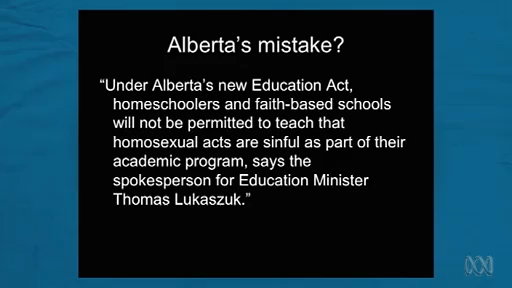 Alberta’s mistake?
“Under Alberta’s new Education Act,
homeschoolers and faith-based schools
will not be permitted to teach that
homosexual acts are sinful as part of their
academic program, says the
spokesperson for Education Minister
Thomas Lukaszuk.”